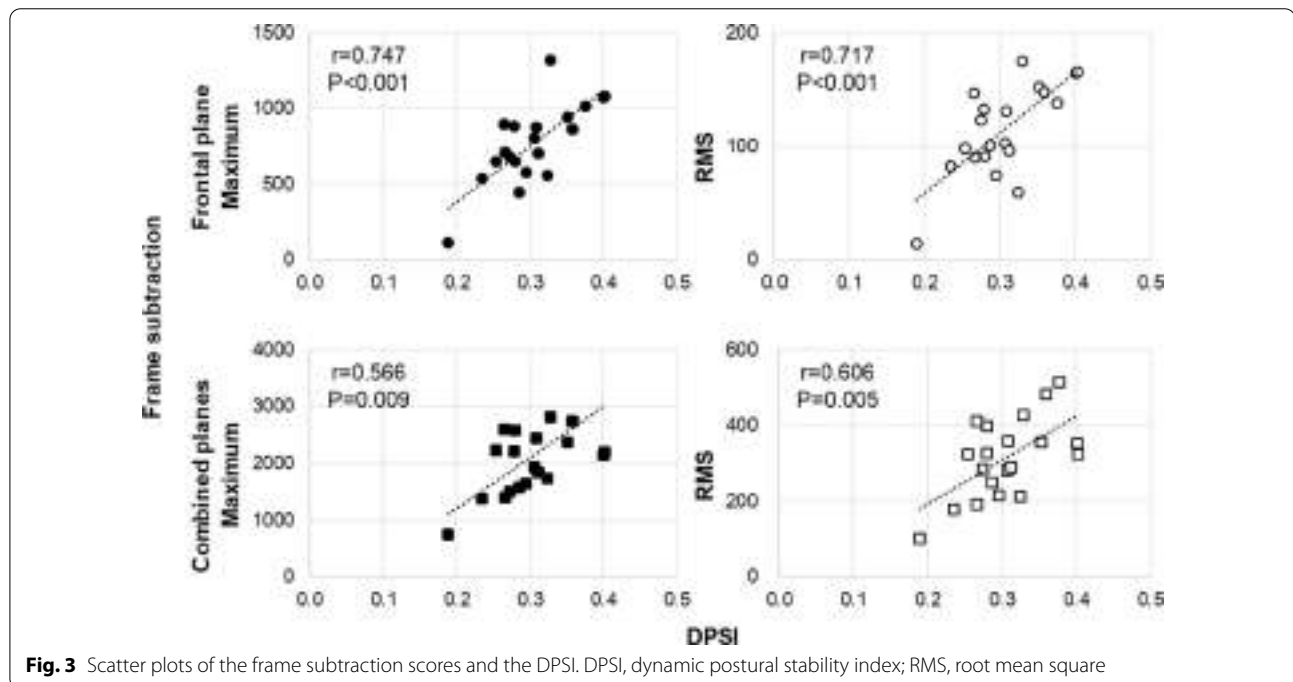 Frame subtraction
Frontal plane
Maximum
1500
1000
500
0
r=0.747
P<0.001
0.0 0.1 0.2 0.3 0.4 0.5
RMS
200
100
0
r=0.717
P<0.001
0.0 0.1 0.2 0.3 0.4 0.5
Combined planes
Maximum
4000
3000
2000
1000
0
r=0.566
P=0.009
0.0 0.1 0.2 0.3 0.4 0.5
RMS
600
400
200
0
r=0.606
P=0.005
0.0 0.1 0.2 0.3 0.4 0.5
DPSI
Fig. 3 Scatter plots of the frame subtraction scores and the DPSI. DPSI, dynamic postural stability index; RMS, root mean square